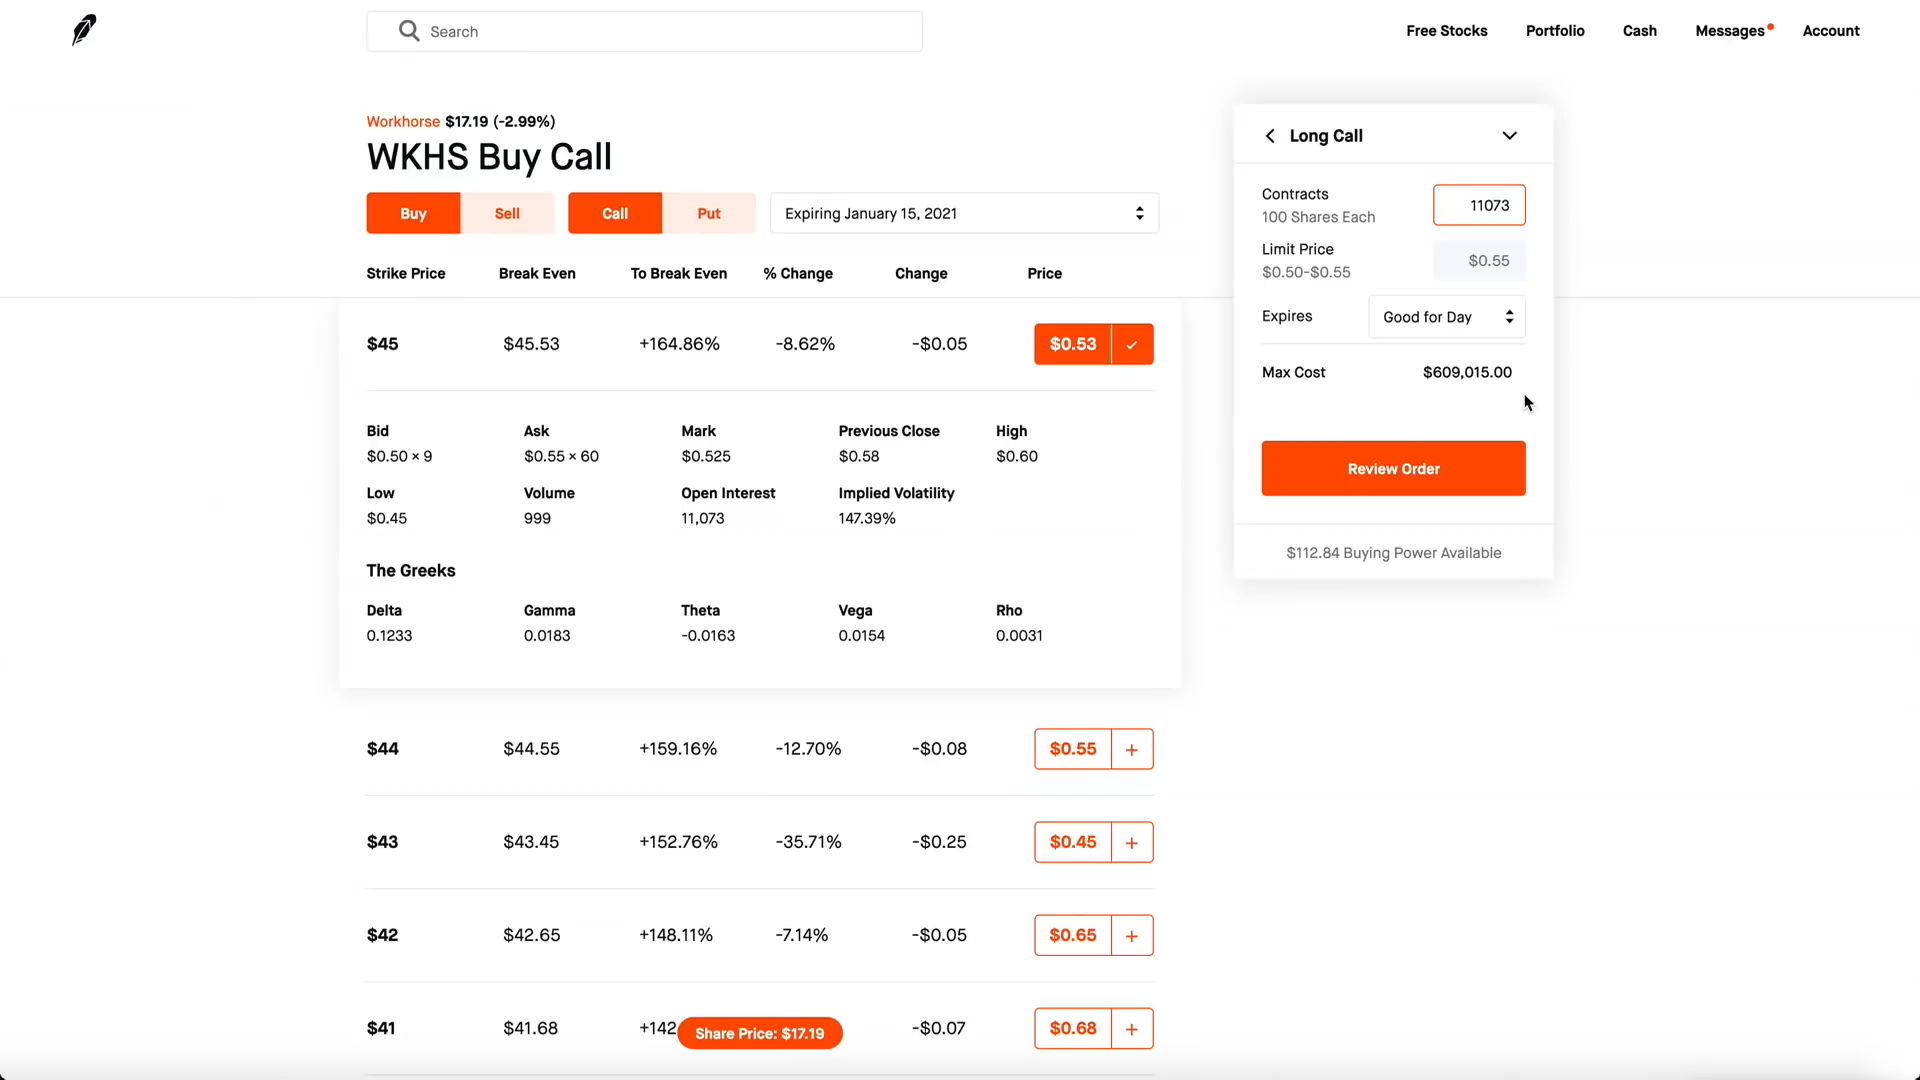 Search
Free Stocks Portfolio Cash Messages Account
Workhorse $17.19 (-2.99%)
WKHS Buy Call
Buy Sell Call Put Expiring January 15, 2021
Strike Price Break Even To Break Even % Change Change Price
$45 $45.53 +164.86% -8.62% -$0.05 $0.53
Bid Ask Mark Previous Close High
$0.50 × 9 $0.55 × 60 $0.525 $0.58 $0.60
Low Volume Open Interest Implied Volatility
$0.45 999 11,073 147.39%
The Greeks
Delta Gamma Theta Vega Rho
0.1233 0.0183 -0.0163 0.0154 0.0031
$44 $44.55 +159.16% -12.70% -$0.08 $0.55 +
$43 $43.45 +152.76% -35.71% -$0.25 $0.45 +
$42 $42.65 +148.11% -7.14% -$0.05 $0.65 +
$41 $41.68 +142 -$0.07 $0.68 +
Share Price: $17.19
Long Call
Contracts 11073
100 Shares Each
Limit Price $0.55
$0.50-$0.55
Expires Good for Day
Max Cost $609,015.00
Review Order
$112.84 Buying Power Available